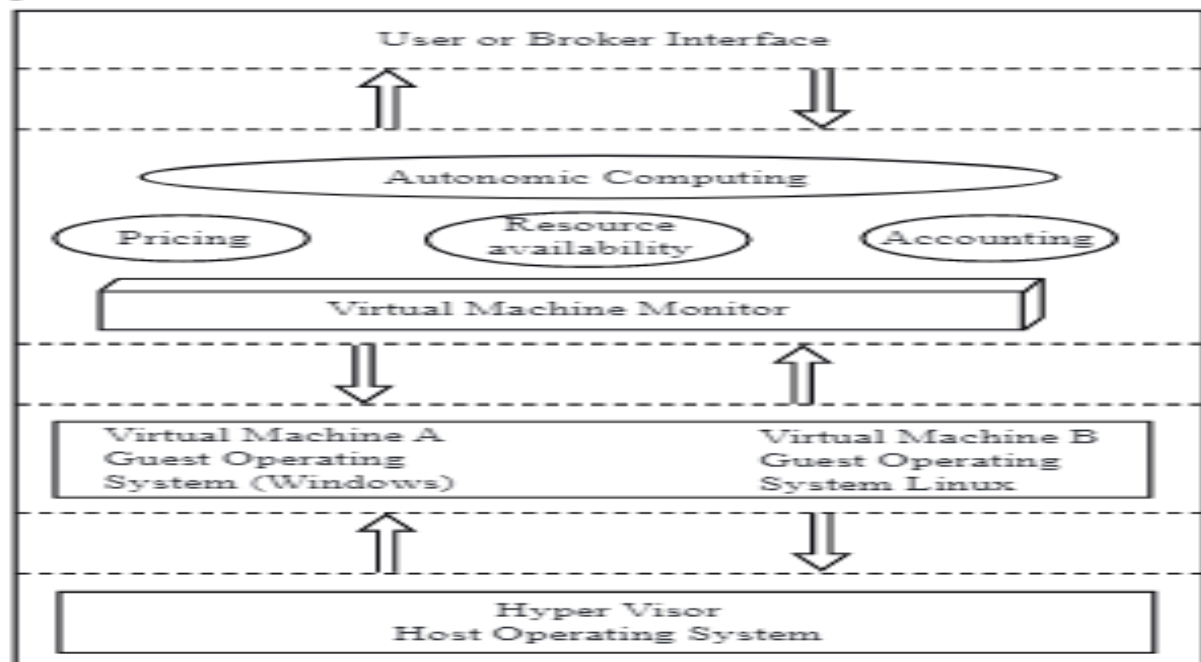 User or Broker Interface
Autonomic Computing
Pricing
Resource
availability
Accounting
Virtual Machine Monitor
Virtual Machine A
Guest Operating
System (Windows)
Virtual Machine B
Guest Operating
System Linux
Hyper Visor
Host Operating System